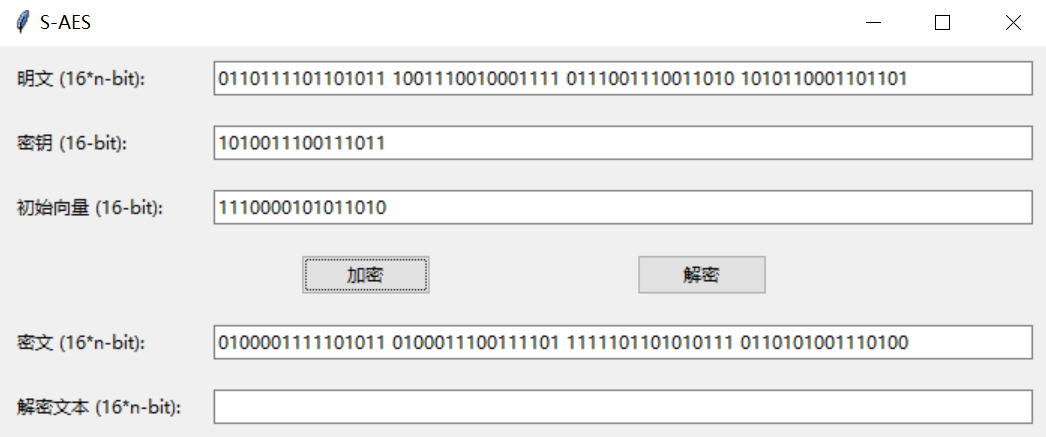 S-AES
明文 (16*n-bit): 0110111101101011 1001110010001111 0111001110011010 1010110001101101
密钥 (16-bit): 1010011100111011
初始向量 (16-bit): 1110000101011010
加密 解密
密文 (16*n-bit): 0100001111101011 0100011100111101 1111101101010111 0110101001110100
解密文本 (16*n-bit):